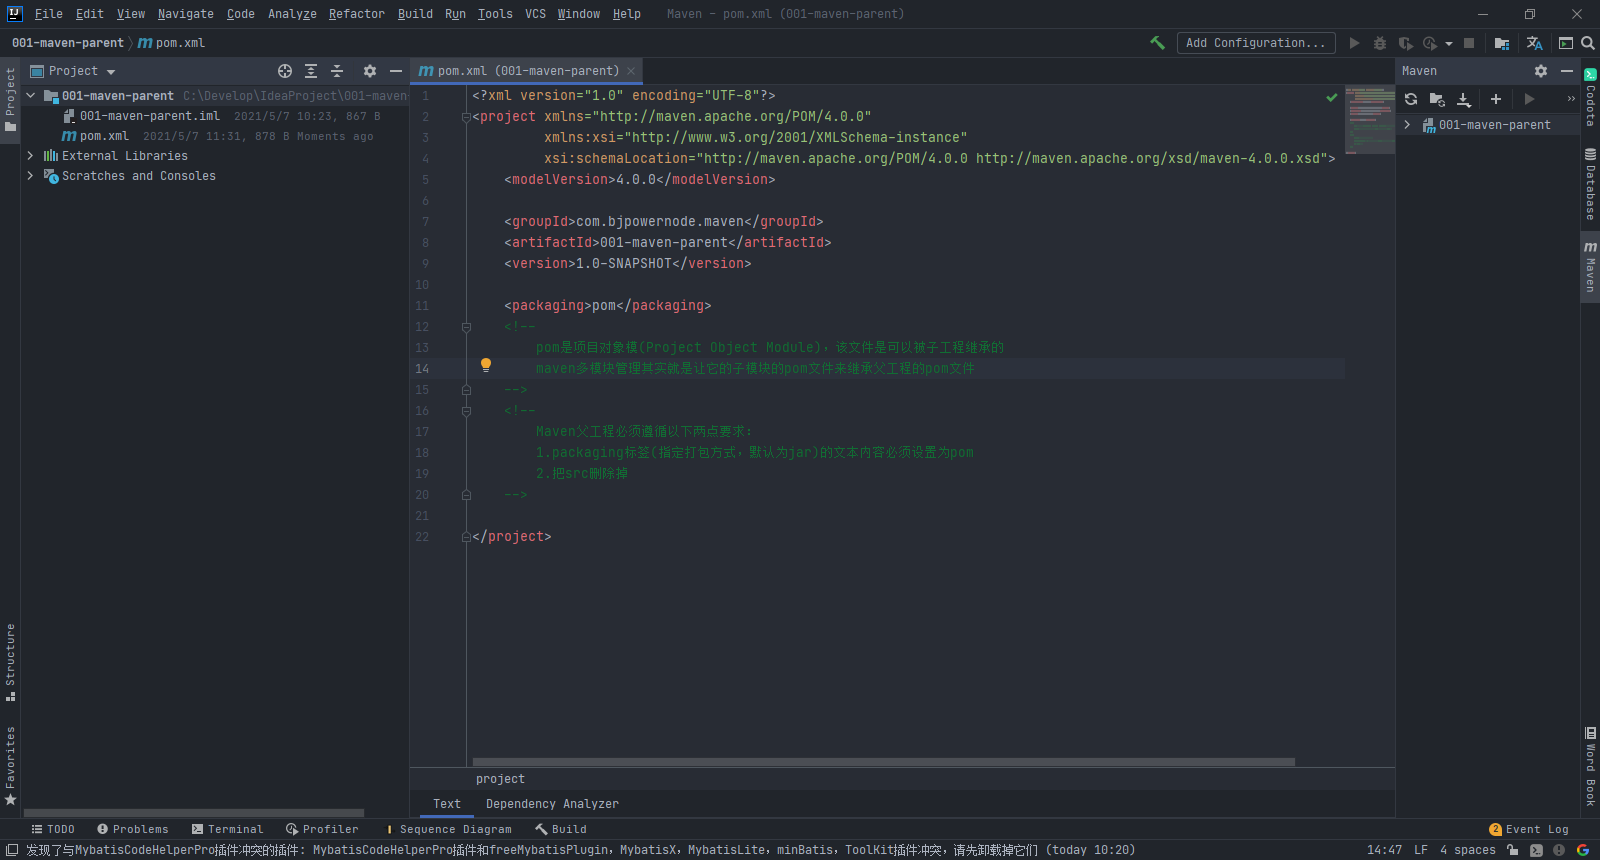 File Edit View Navigate Code Analyze Refactor Build Run Tools VCS Window Help Maven - pom.xml (001-maven-parent)
001-maven-parent pom.xml Add Configuration...
Project
pom.xml (001-maven-parent)
Maven
001-maven-parent C:\Develop\IdeaProject\001-maven-
001-maven-parent.iml 2021/5/7 10:23, 867 B
pom.xml 2021/5/7 11:31, 878 B Moments ago
External Libraries
Scratches and Consoles
1 <?xml version="1.0" encoding="UTF-8"?>
2 <project xmlns="http://maven.apache.org/POM/4.0.0"
3 xmlns:xsi="http://www.w3.org/2001/XMLSchema-instance"
4 xsi:schemaLocation="http://maven.apache.org/POM/4.0.0 http://maven.apache.org/xsd/maven-4.0.0.xsd">
5 <modelVersion>4.0.0</modelVersion>
6
7 <groupId>com.bjpowernode.maven</groupId>
8 <artifactId>001-maven-parent</artifactId>
9 <version>1.0-SNAPSHOT</version>
10
11 <packaging>pom</packaging>
12 <!--
13 pom是项目对象模(Project Object Module),该文件是可以被子工程继承的
14 maven多模块管理其实就是让它的子模块的pom文件来继承父工程的pom文件
15 -->
16 <!--
17 Maven父工程必须遵循以下两点要求:
18 1.packaging标签(指定打包方式,默认为jar)的文本内容必须设置为pom
19 2.把src删除掉
20 -->
21
22 </project>
001-maven-parent
Project
Structure
Favorites
Codota
Database
Maven
Word Book
project
Text Dependency Analyzer
TODO Problems Terminal Profiler Sequence Diagram Build 2 Event Log
发现了与MybatisCodeHelperPro插件冲突的插件: MybatisCodeHelperPro插件和freeMybatisPlugin, MybatisX, MybatisLite, minBatis, ToolKit插件冲突,请先卸载掉它们 (today 10:20) 14:47 LF 4 spaces